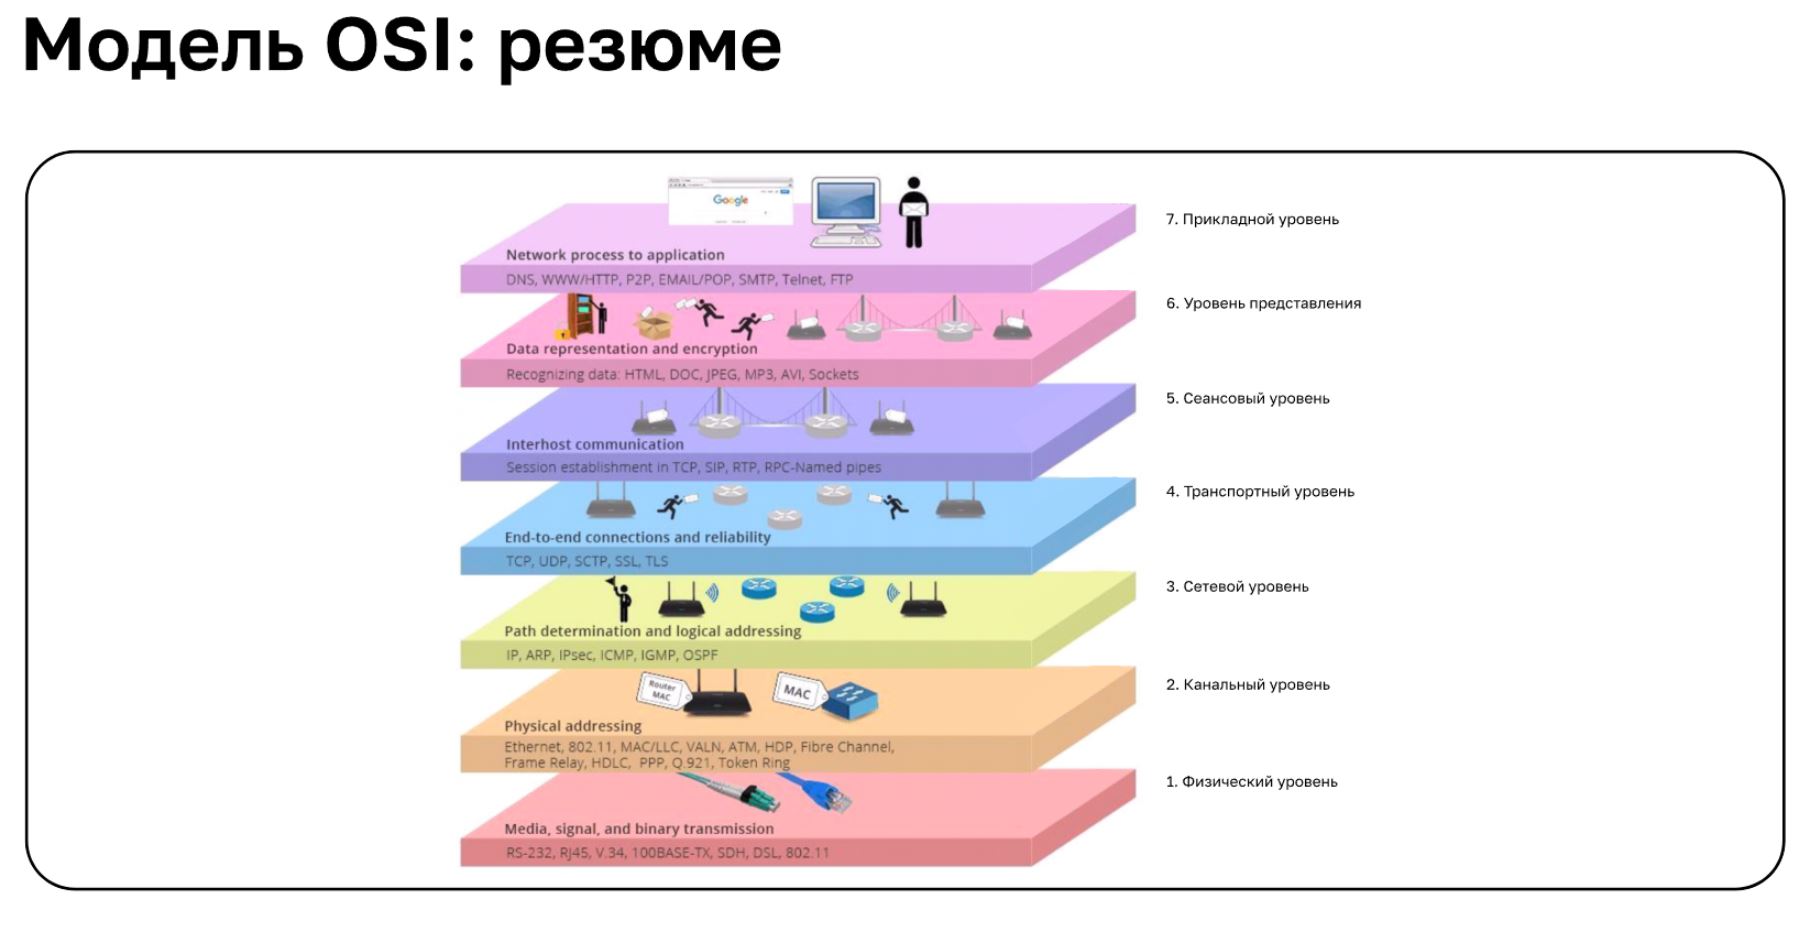 Модель OSI: резюме
Google
7. Прикладной уровень
Network process to application
DNS, WWW/HTTP, P2P, EMAIL/POP, SMTP, Telnet, FTP
6. Уровень представления
Data representation and encryption
Recognizing data: HTML, DOC, JPEG, MP3, AVI, Sockets
5. Сеансовый уровень
Interhost communication
Session establishment in TCP, SIP, RTP, RPC-Named pipes
4. Транспортный уровень
End-to-end connections and reliability
TCP, UDP, SCTP, SSL, TLS
3. Сетевой уровень
Path determination and logical addressing
IP, ARP, IPsec, ICMP, IGMP, OSPF
2. Канальный уровень
Router
MAC
MAC
Physical addressing
Ethernet, 802.11, MAC/LLC, VALN, ATM, HDP, Fibre Channel,
Frame Relay, HDLC, PPP, Q.921, Token Ring
1. Физический уровень
Media, signal, and binary transmission
RS-232, RJ45, V.34, 100BASE-TX, SDH, DSL, 802.11